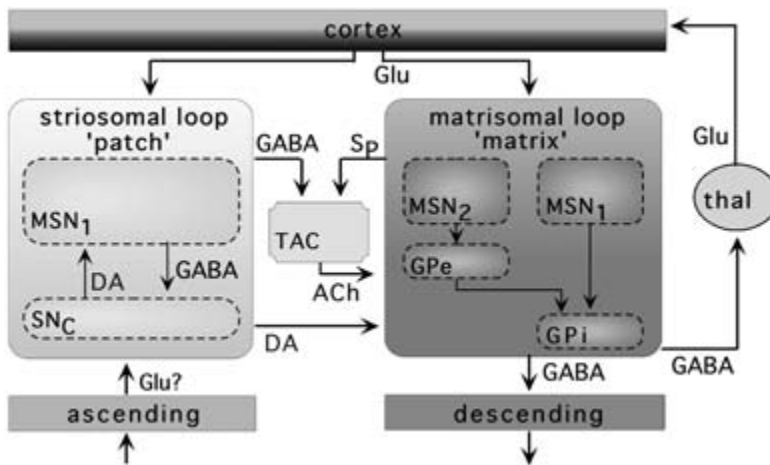 cortex
Glu
striosomal loop
'patch'
GABA
SP
matrisomal loop
'matrix'
Glu
MSN1
MSN2
MSN1
thal
TAC
GPe
DA
GABA
ACh
SNC
DA
GPi
GABA
GABA
Glu?
ascending
descending